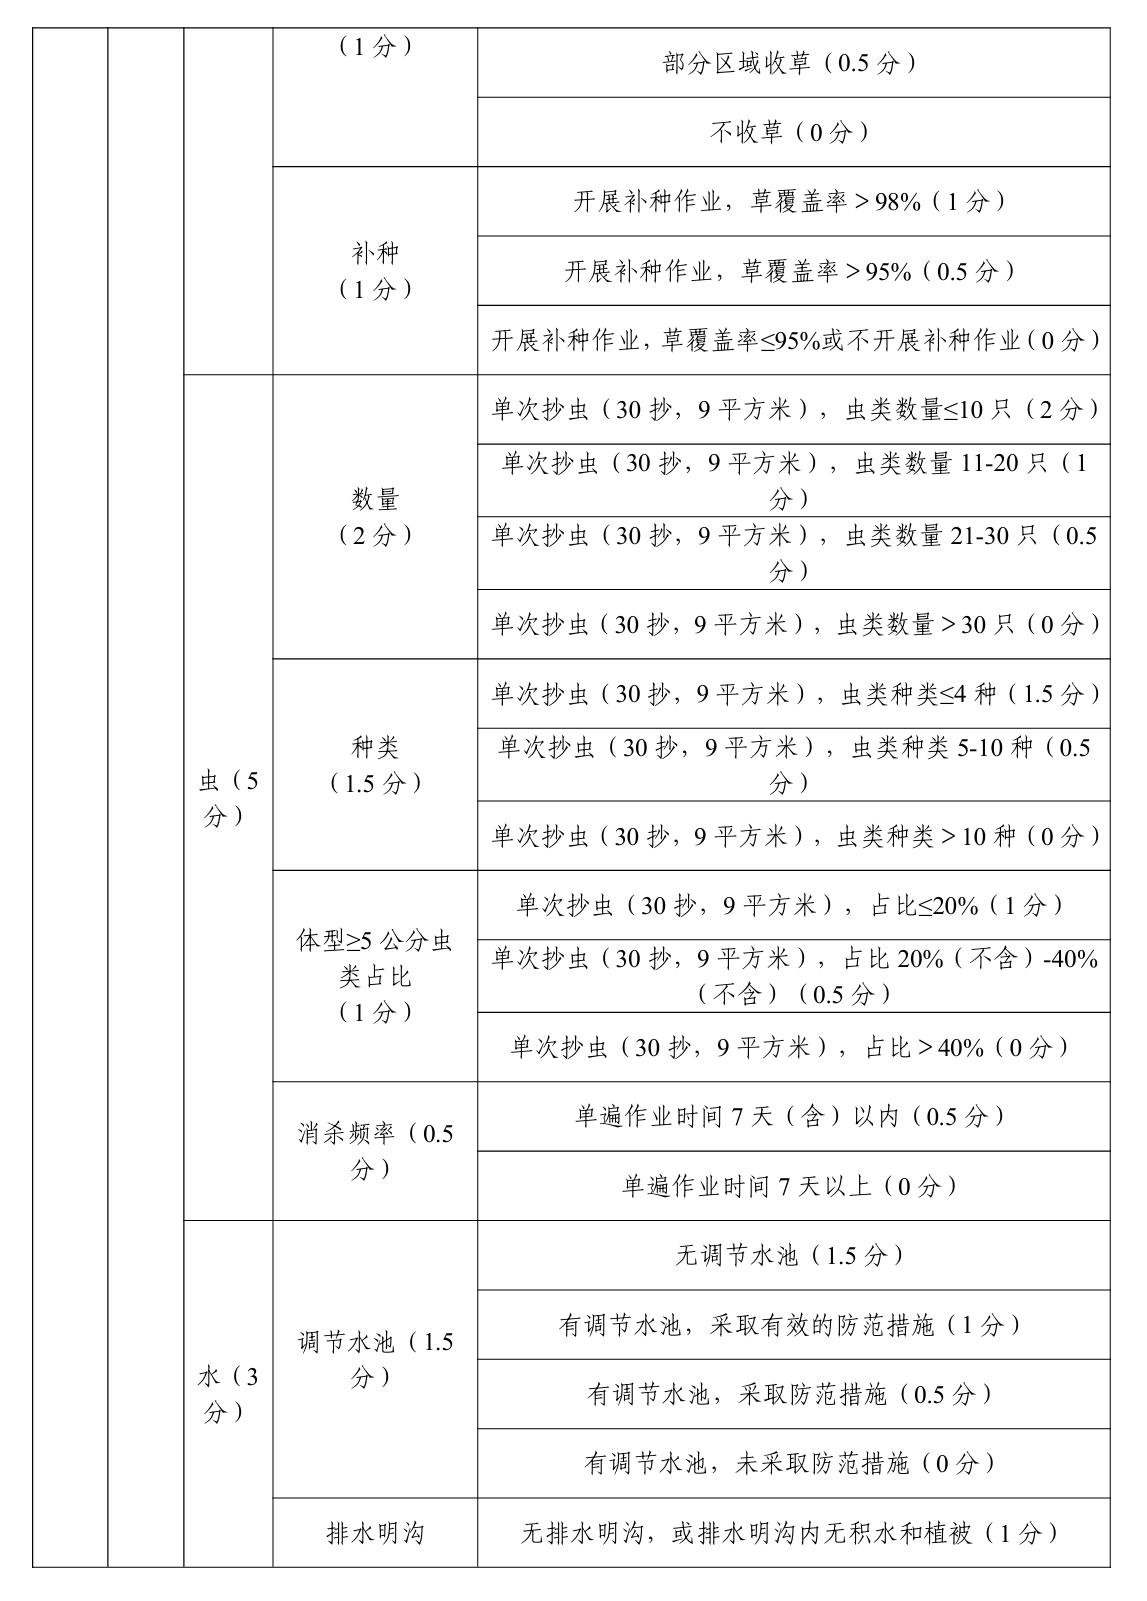 （1分）
部分区域收草（0.5分）
不收草（0分）
补种
（1分）
开展补种作业，草覆盖率＞98%（1分）
开展补种作业，草覆盖率＞95%（0.5分）
开展补种作业，草覆盖率≤95%或不开展补种作业（0分）
虫（5
分）
数量
（2分）
单次抄虫（30抄，9平方米），虫类数量≤10只（2分）
单次抄虫（30抄，9平方米），虫类数量11-20只（1
分）
单次抄虫（30抄，9平方米），虫类数量21-30只（0.5
分）
单次抄虫（30抄，9平方米），虫类数量＞30只（0分）
种类
（1.5分）
单次抄虫（30抄，9平方米），虫类种类≤4种（1.5分）
单次抄虫（30抄，9平方米），虫类种类5-10种（0.5
分）
单次抄虫（30抄，9平方米），虫类种类＞10种（0分）
体型≥5公分虫
类占比
（1分）
单次抄虫（30抄，9平方米），占比≤20%（1分）
单次抄虫（30抄，9平方米），占比20%（不含）-40%
（不含）（0.5分）
单次抄虫（30抄，9平方米），占比＞40%（0分）
消杀频率（0.5
分）
单遍作业时间7天（含）以内（0.5分）
单遍作业时间7天以上（0分）
水（3
分）
调节水池（1.5
分）
无调节水池（1.5分）
有调节水池，采取有效的防范措施（1分）
有调节水池，采取防范措施（0.5分）
有调节水池，未采取防范措施（0分）
排水明沟
无排水明沟，或排水明沟内无积水和植被（1分）